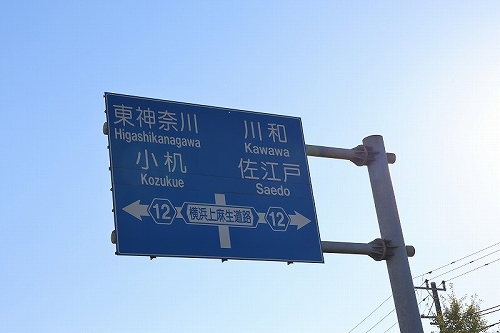 東神奈川
Higashikanagawa
小机
Kozukue
川和
Kawawa
佐江戸
Saedo
12 横浜上麻生道路 12